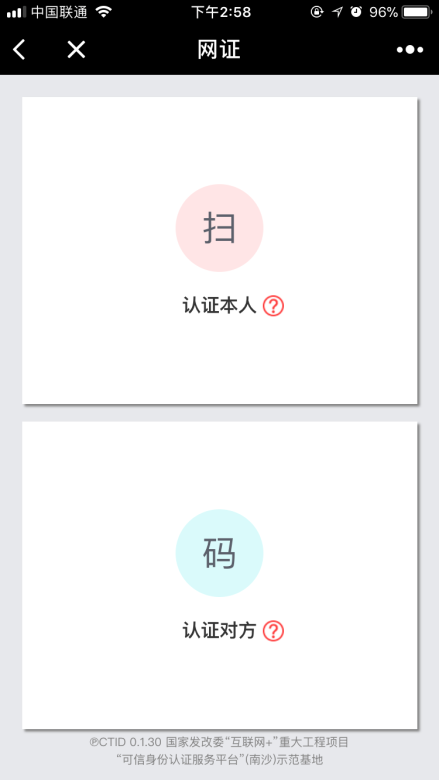 中国联通 下午2:58 96%
网证
扫
认证本人 ?
码
认证对方 ?
℗CTID 0.1.30 国家发改委“互联网+”重大工程项目
“可信身份认证服务平台”(南沙)示范基地